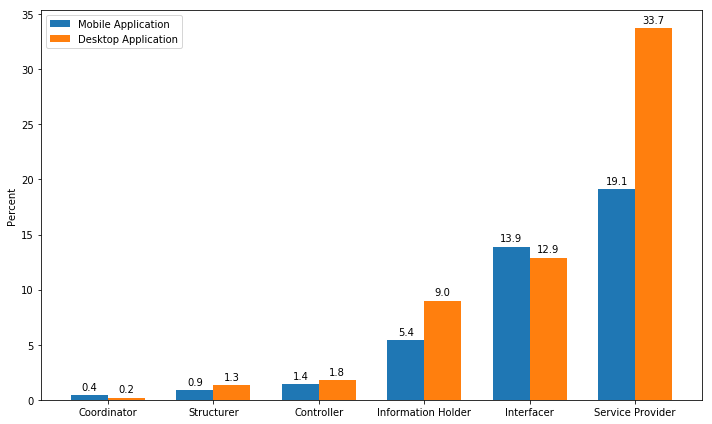 Mobile Application
Desktop Application
Percent
35
30
25
20
15
10
5
0
0.4
0.2
0.9
1.3
1.4
1.8
5.4
9.0
13.9
12.9
19.1
33.7
Coordinator
Structurer
Controller
Information Holder
Interfacer
Service Provider